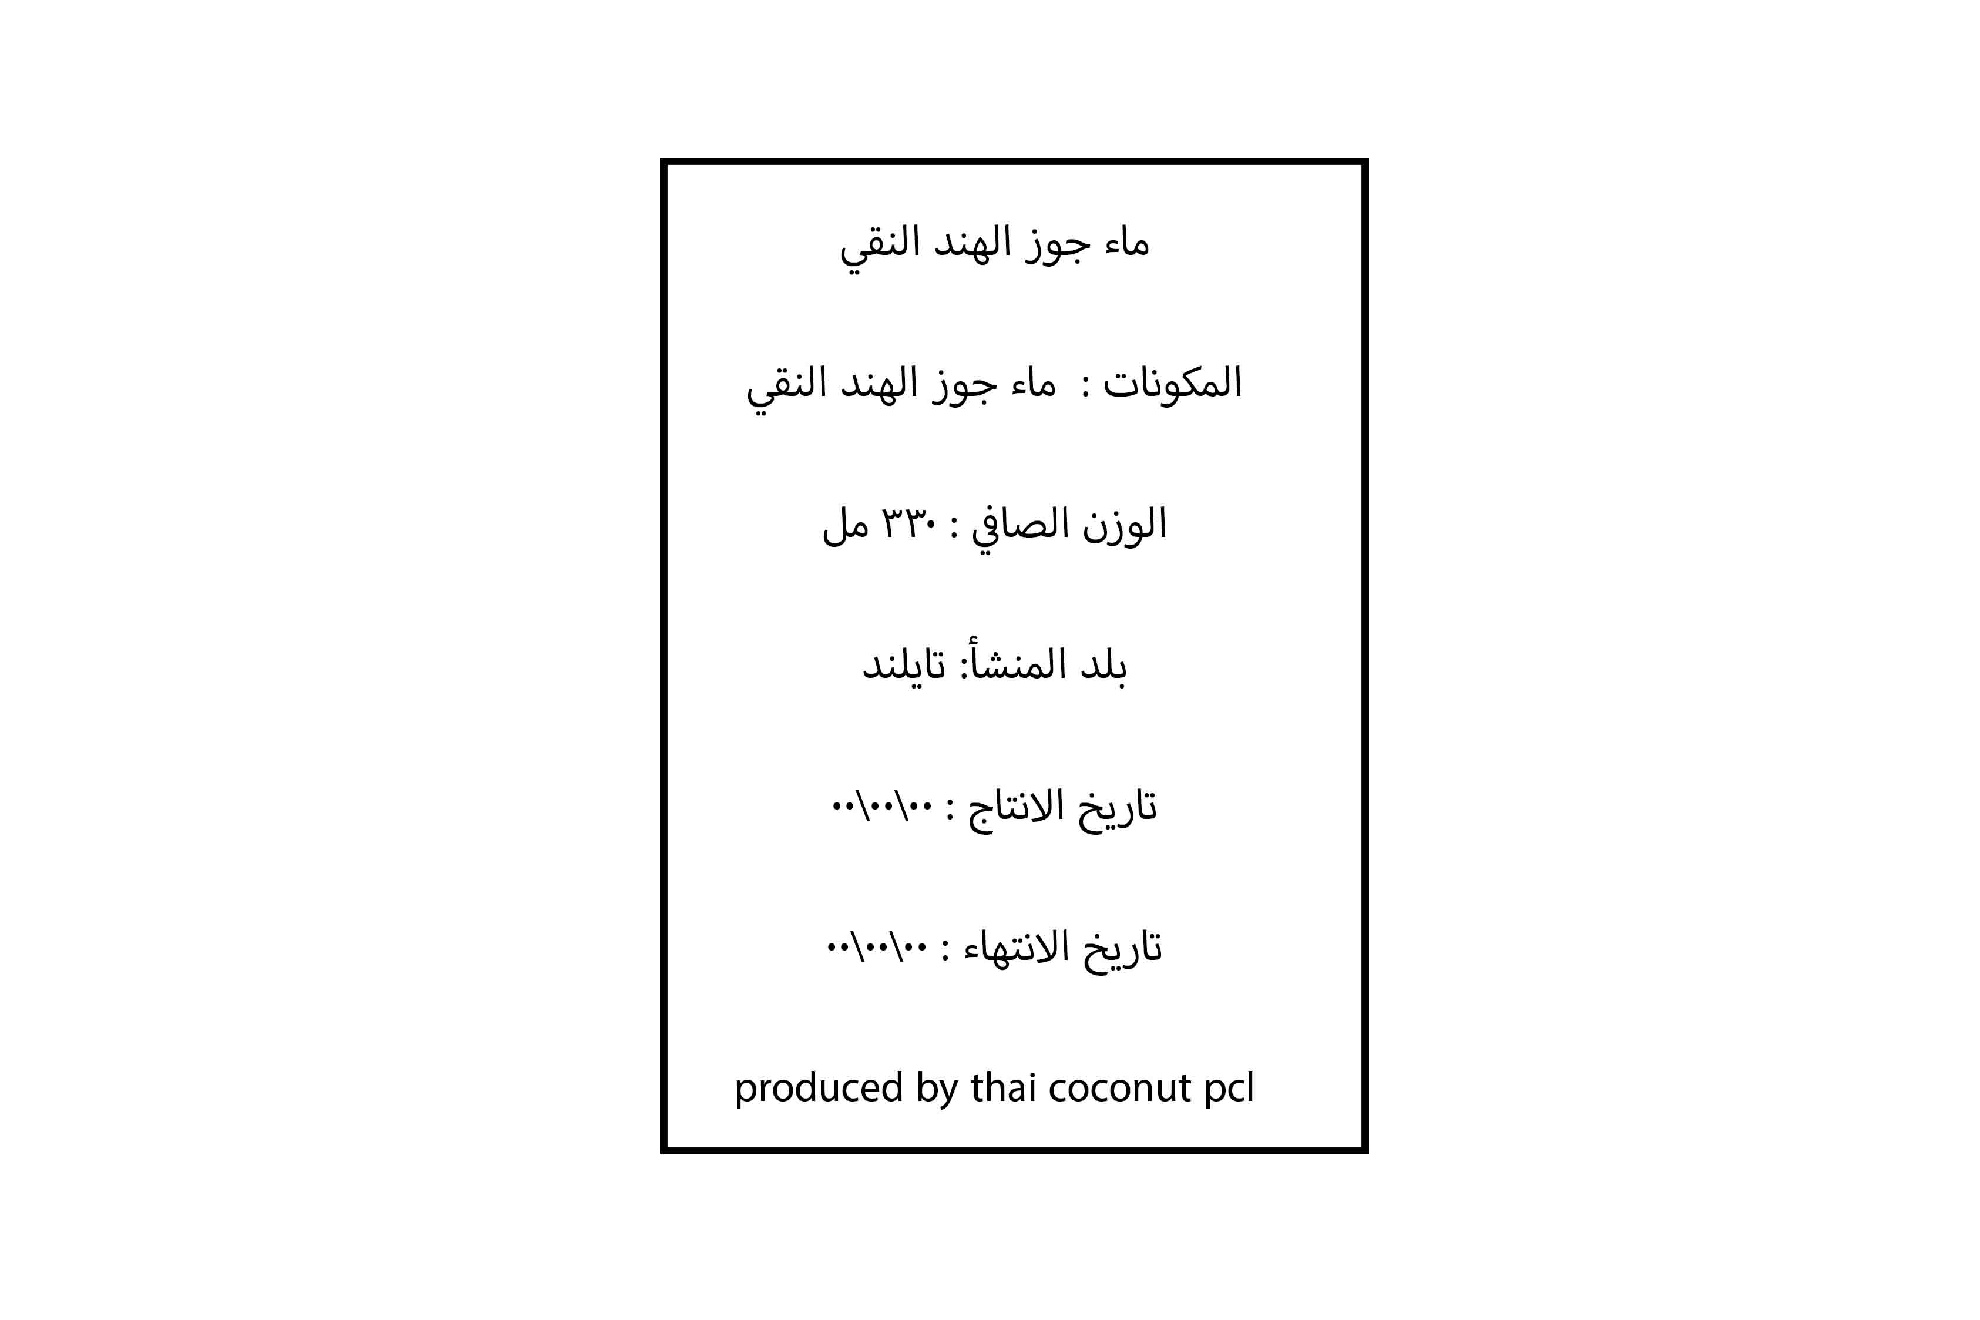 ماء جوز الهند النقي
المكونات : ماء جوز الهند النقي
الوزن الصافي : ٣٣٠ مل
بلد المنشأ: تايلند
تاريخ الانتاج : ٠٠\٠٠\٠٠
تاريخ الانتهاء : ٠٠\٠٠\٠٠
produced by thai coconut pcl